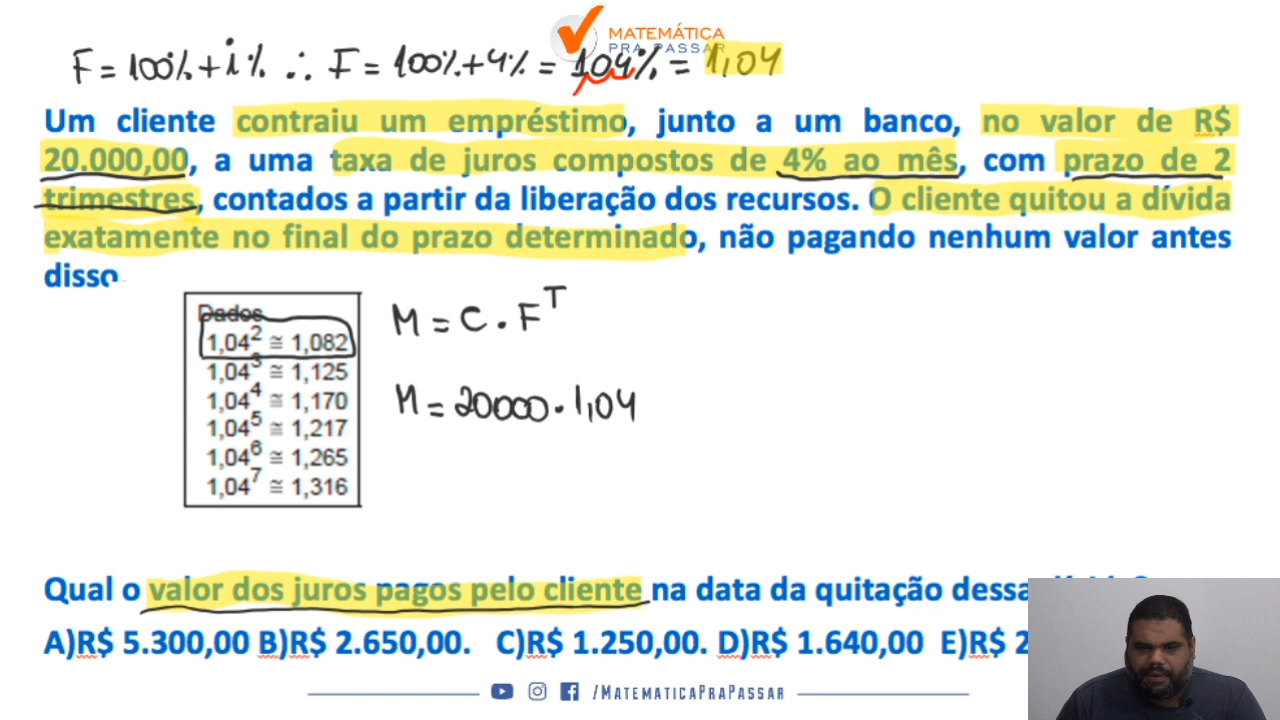 MATEMÁTICA
PRA PASSAR
F = 100% + i% ∴ F = 100% + 4% = 104% = 1,04
Um cliente contraiu um empréstimo, junto a um banco, no valor de R$
20.000,00, a uma taxa de juros compostos de 4% ao mês, com prazo de 2
trimestres, contados a partir da liberação dos recursos. O cliente quitou a dívida
exatamente no final do prazo determinado, não pagando nenhum valor antes
disso.
Dados
1,04² ≅ 1,082
1,04³ ≅ 1,125
1,04⁴ ≅ 1,170
1,04⁵ ≅ 1,217
1,04⁶ ≅ 1,265
1,04⁷ ≅ 1,316
M = C . F^T
M = 20000 . 1,04
Qual o valor dos juros pagos pelo cliente na data da quitação dessa
A)R$ 5.300,00 B)R$ 2.650,00. C)R$ 1.250,00. D)R$ 1.640,00 E)R$ 2
/MATEMATICAPRAPASSAR